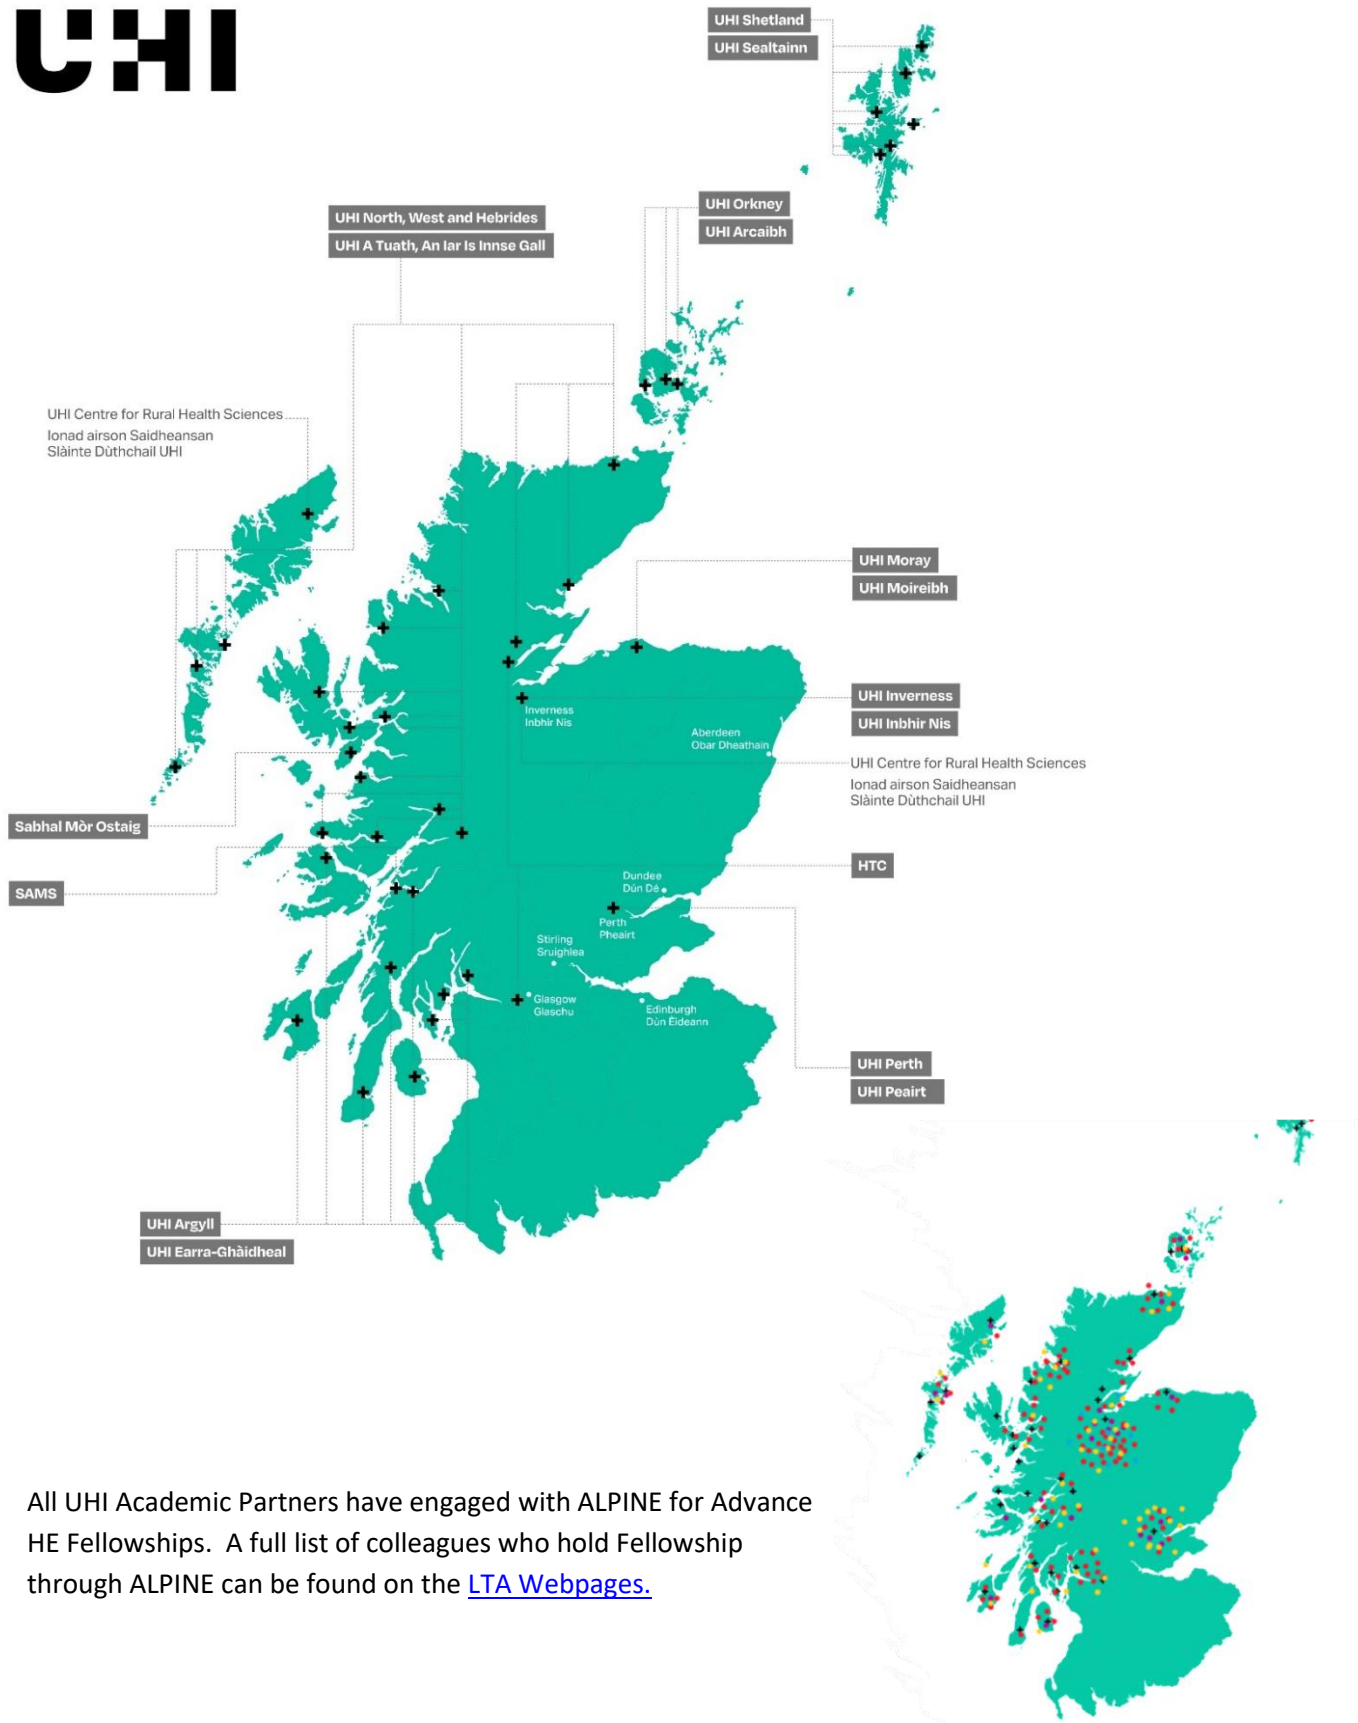 UHI
UHI Shetland
UHI Sealtainn
UHI North, West and Hebrides
UHI A Tuath, An Iar Is Innse Gall
UHI Orkney
UHI Arcaibh
UHI Centre for Rural Health Sciences
Ionad airson Saidheansan
Slàinte Dùthchail UHI
UHI Moray
UHI Moireibh
UHI Inverness
UHI Inbhir Nis
Inverness
Inbhir Nis
Aberdeen
Obar Dheathain
UHI Centre for Rural Health Sciences
Ionad airson Saidheansan
Slàinte Dùthchail UHI
Sabhal Mòr Ostaig
HTC
SAMS
Dundee
Dún Dé
Perth
Pheairt
Stirling
Sruighlea
Glasgow
Glaschu
Edinburgh
Dùn Èideann
UHI Perth
UHI Peairt
UHI Argyll
UHI Earra-Ghàidheal
All UHI Academic Partners have engaged with ALPINE for Advance
HE Fellowships.  A full list of colleagues who hold Fellowship
through ALPINE can be found on the LTA Webpages.